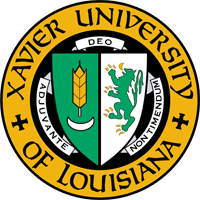 XAVIER UNIVERSITY
DEO
ADJUVANTE
NON TIMENDUM
OF LOUISIANA